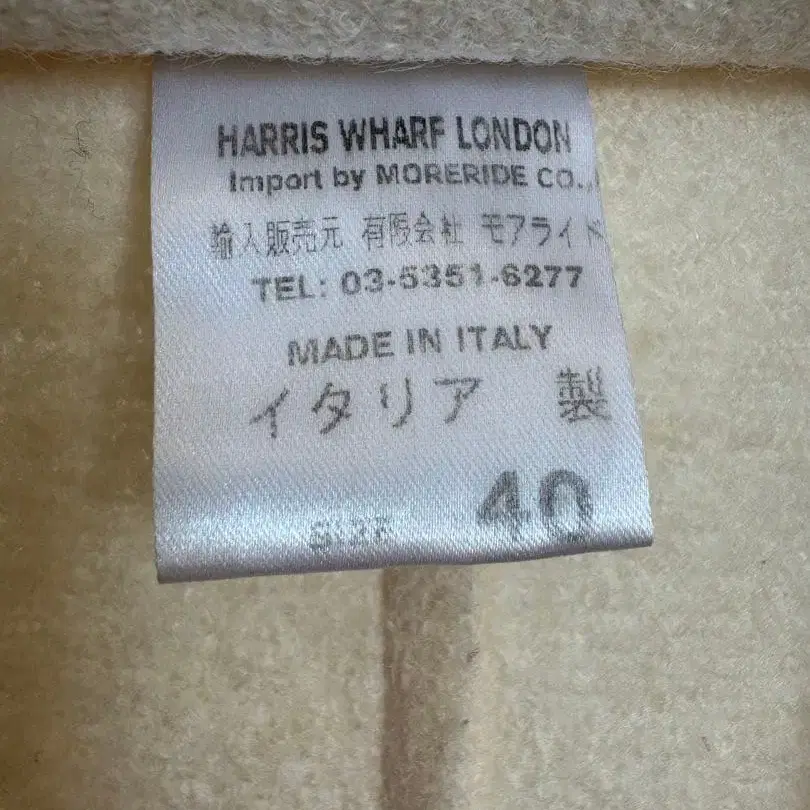 HARRIS WHARF LONDON
Import by MORERIDE CO.,
輸入販売元 有限会社 モアライド
TEL: 03-5351-6277
MADE IN ITALY
イタリア 製
SIZE 40